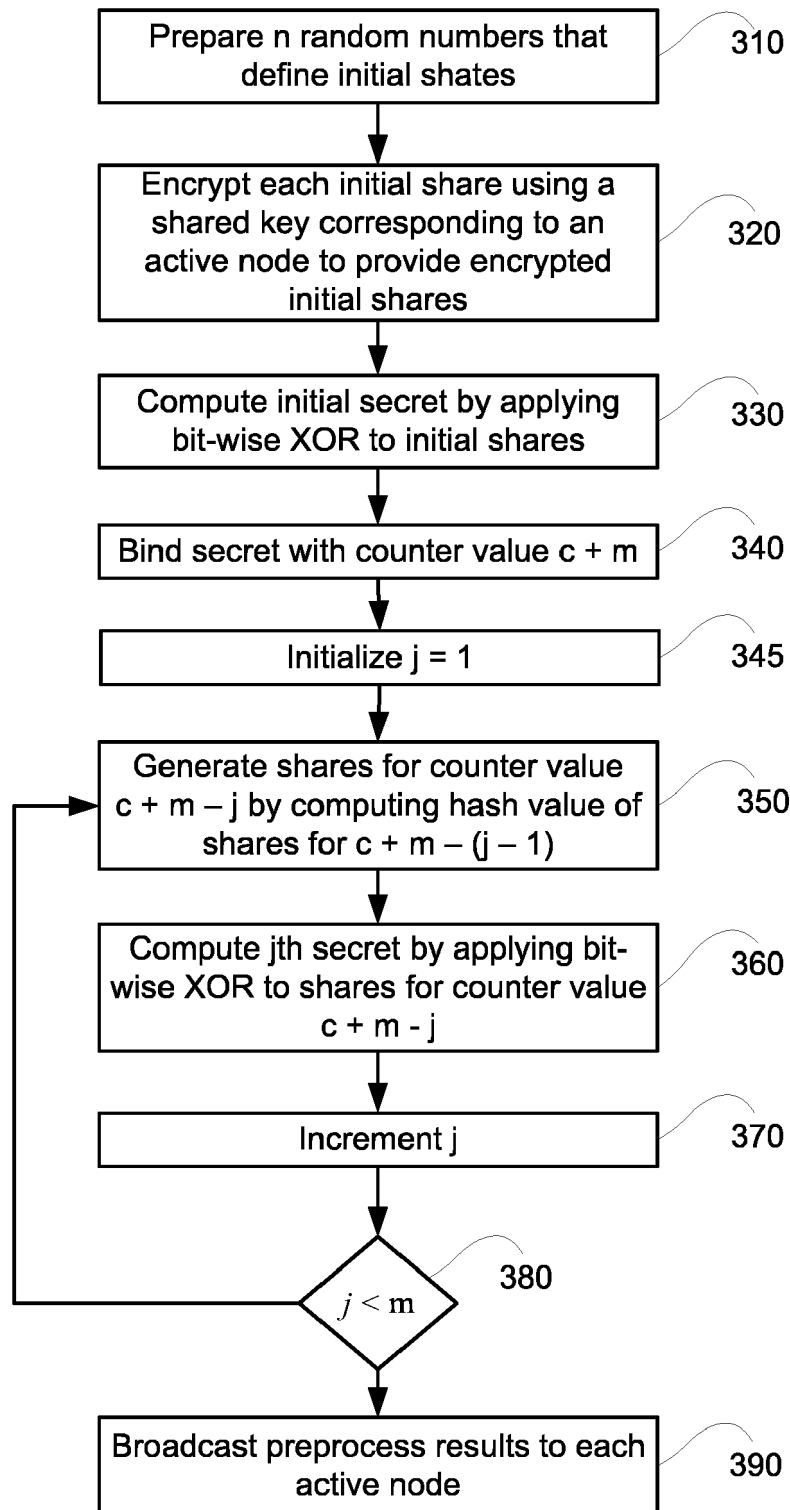 Prepare n random numbers that
define initial shates
310
Encrypt each initial share using a
shared key corresponding to an
active node to provide encrypted
initial shares
320
Compute initial secret by applying
bit-wise XOR to initial shares
330
Bind secret with counter value c + m
340
Initialize j = 1
345
Generate shares for counter value
c + m – j by computing hash value of
shares for c + m – (j – 1)
350
Compute jth secret by applying bit-
wise XOR to shares for counter value
c + m - j
360
Increment j
370
j < m
380
Broadcast preprocess results to each
active node
390